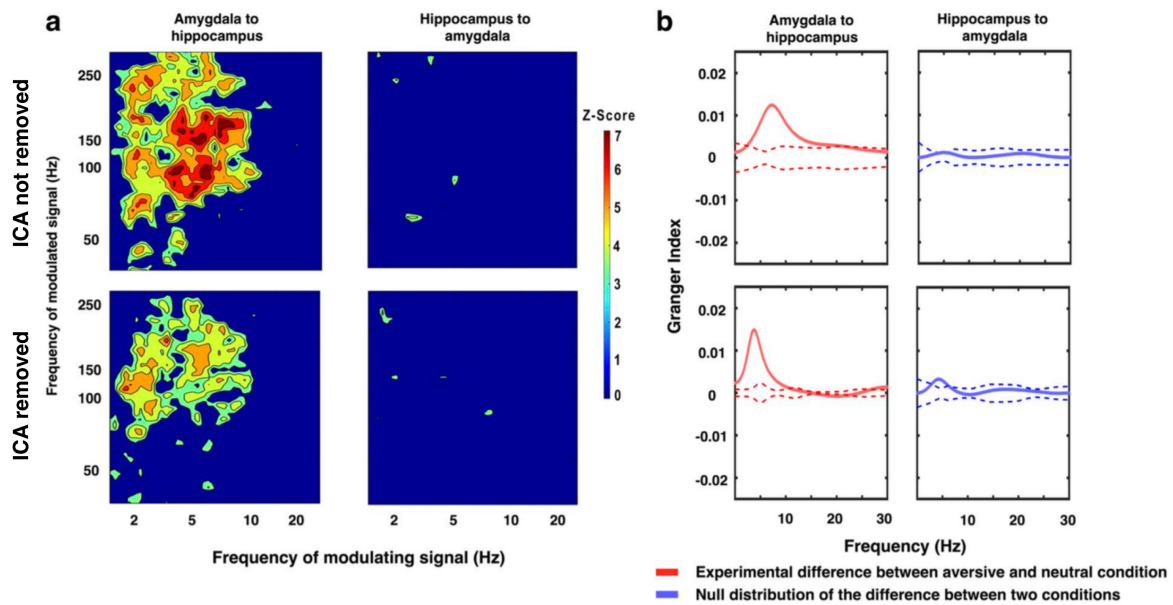 a
Amygdala to
hippocampus
Hippocampus to
amygdala
ICA not removed
ICA removed
Frequency of modulated signal (Hz)
250
150
100
50
250
150
100
50
2
5
10
20
2
5
10
20
Frequency of modulating signal (Hz)
Z-Score
7
6
5
4
3
2
1
0
b
Amygdala to
hippocampus
Hippocampus to
amygdala
Granger Index
0.02
0.01
0
-0.01
-0.02
0.02
0.01
0
-0.01
-0.02
10
20
30
10
20
30
Frequency (Hz)
Experimental difference between aversive and neutral condition
Null distribution of the difference between two conditions